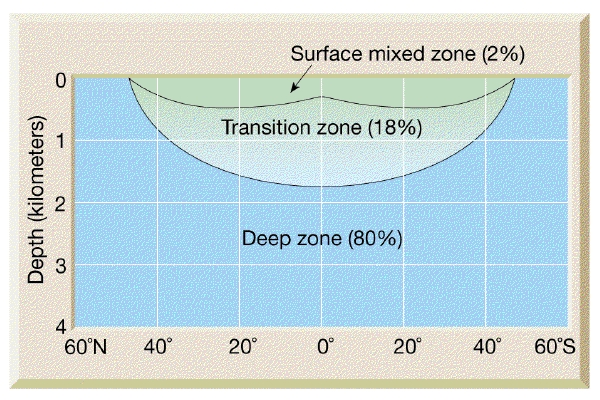 Surface mixed zone (2%)
0
Transition zone (18%)
1
2
Deep zone (80%)
3
4
Depth (kilometers)
60°N 40° 20° 0° 20° 40° 60°S